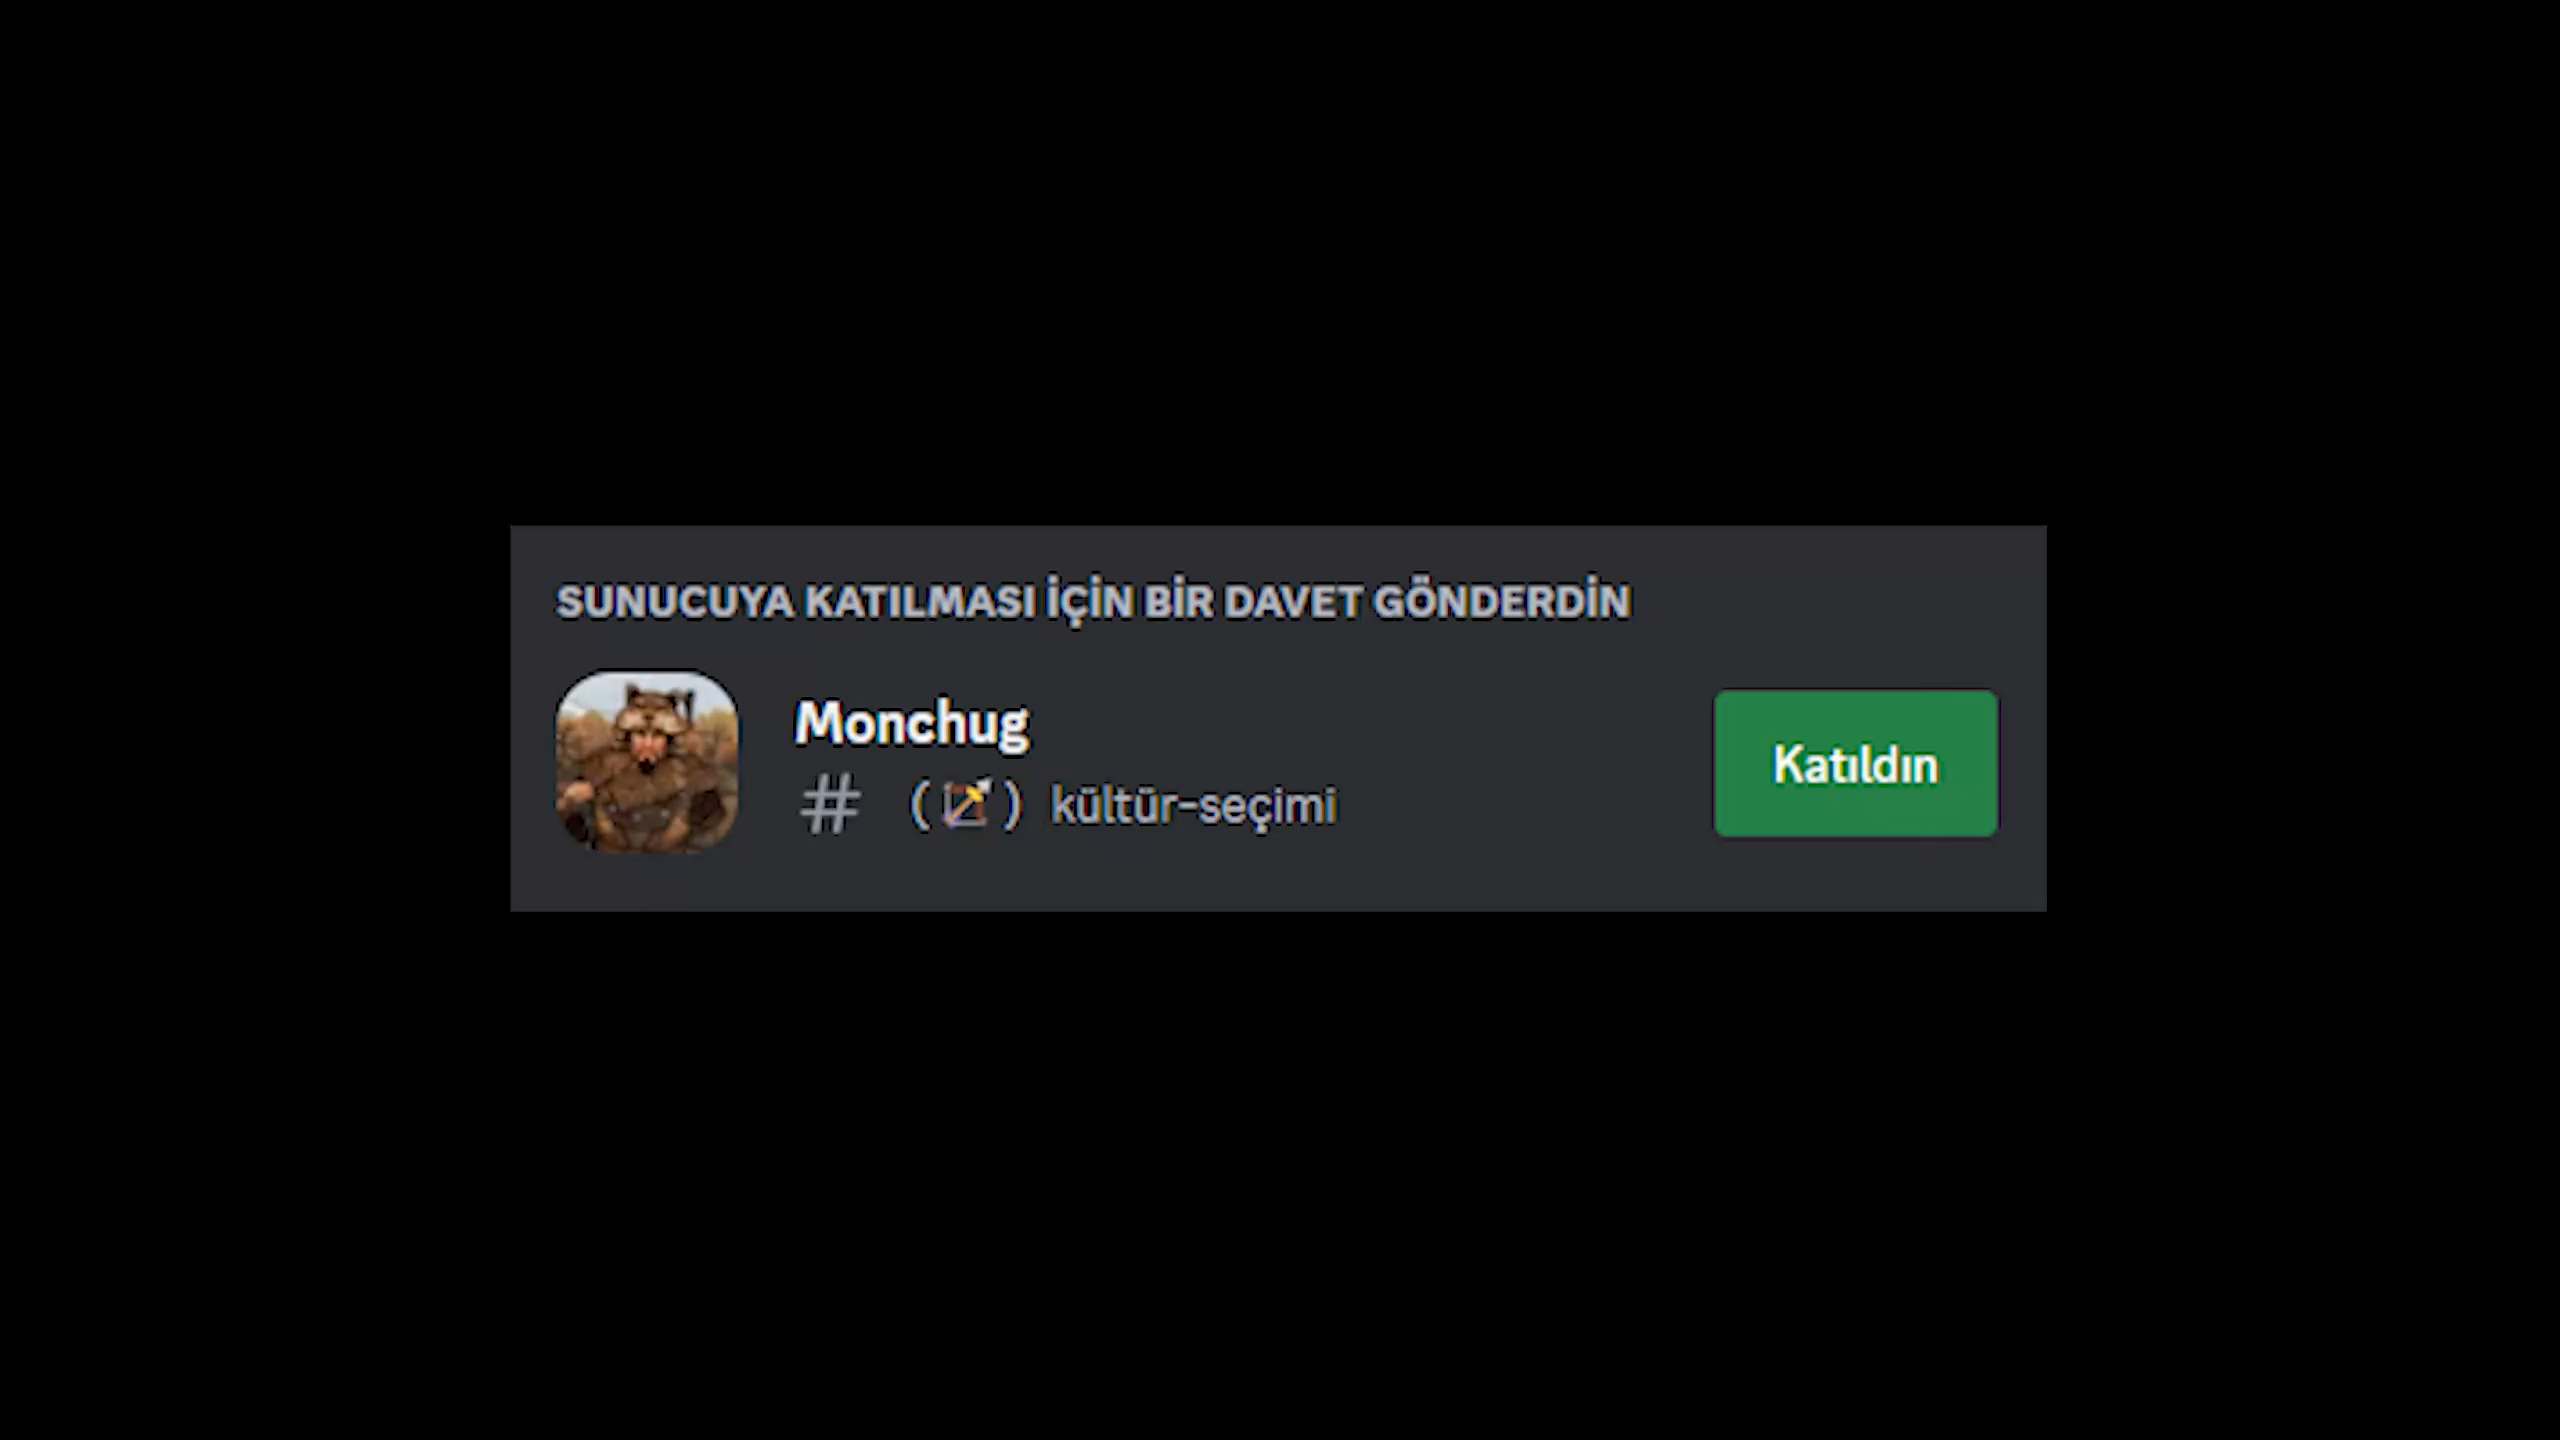 SUNUCUYA KATILMASI İÇİN BİR DAVET GÖNDERDİN
Monchug
# (🏹) kültür-seçimi
Katıldın